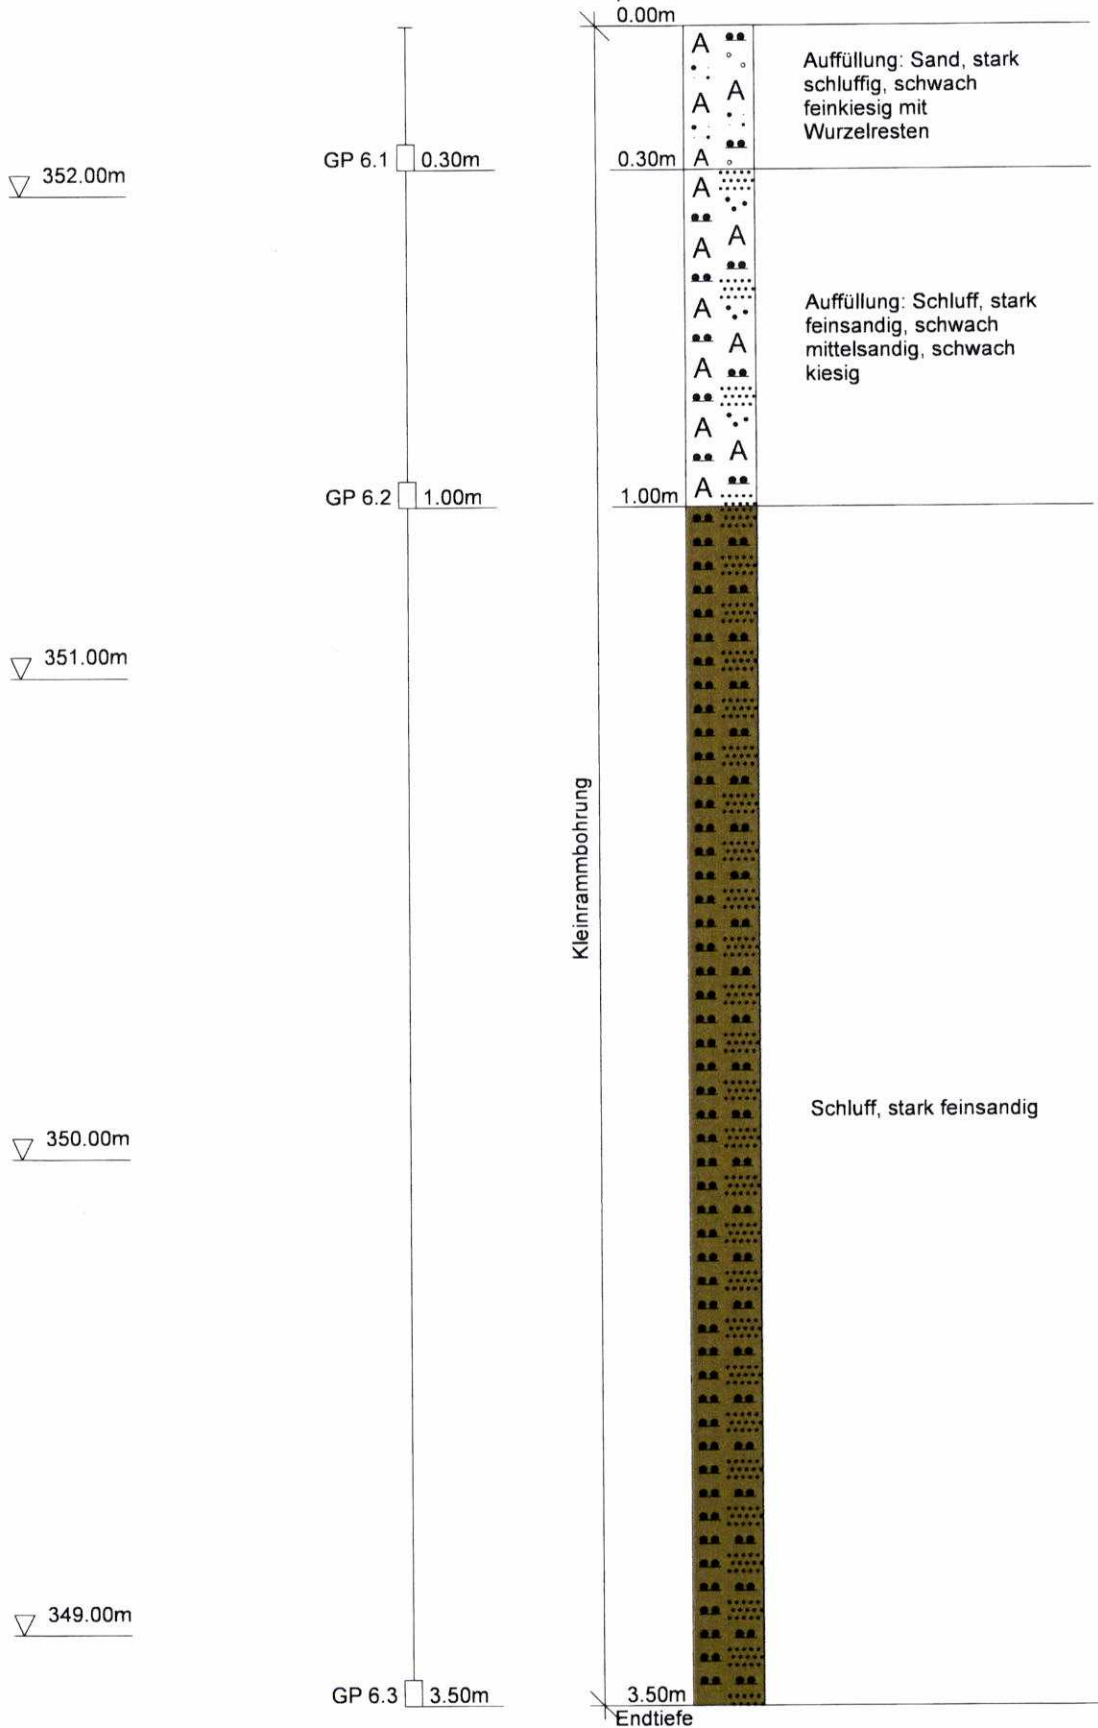 0.00m
A
Auffüllung: Sand, stark
schluffig, schwach
feinkiesig mit
Wurzelresten
A
A
GP 6.1 0.30m
0.30m
A
352.00m
A
A
A
Auffüllung: Schluff, stark
feinsandig, schwach
mittelsandig, schwach
kiesig
A
A
A
A
A
GP 6.2 1.00m
1.00m
A
351.00m
Kleinrammbohrung
Schluff, stark feinsandig
350.00m
349.00m
GP 6.3 3.50m
3.50m
Endtiefe